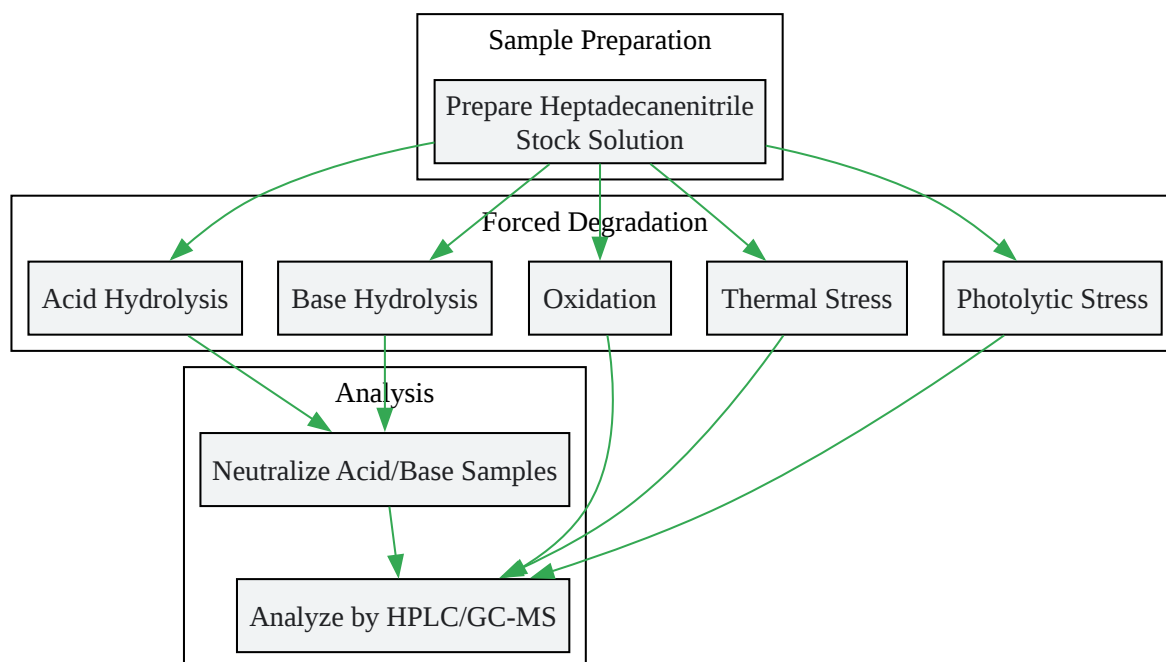 Sample Preparation
Prepare Heptadecanenitrile
Stock Solution
Forced Degradation
Acid Hydrolysis
Base Hydrolysis
Oxidation
Thermal Stress
Photolytic Stress
Analysis
Neutralize Acid/Base Samples
Analyze by HPLC/GC-MS